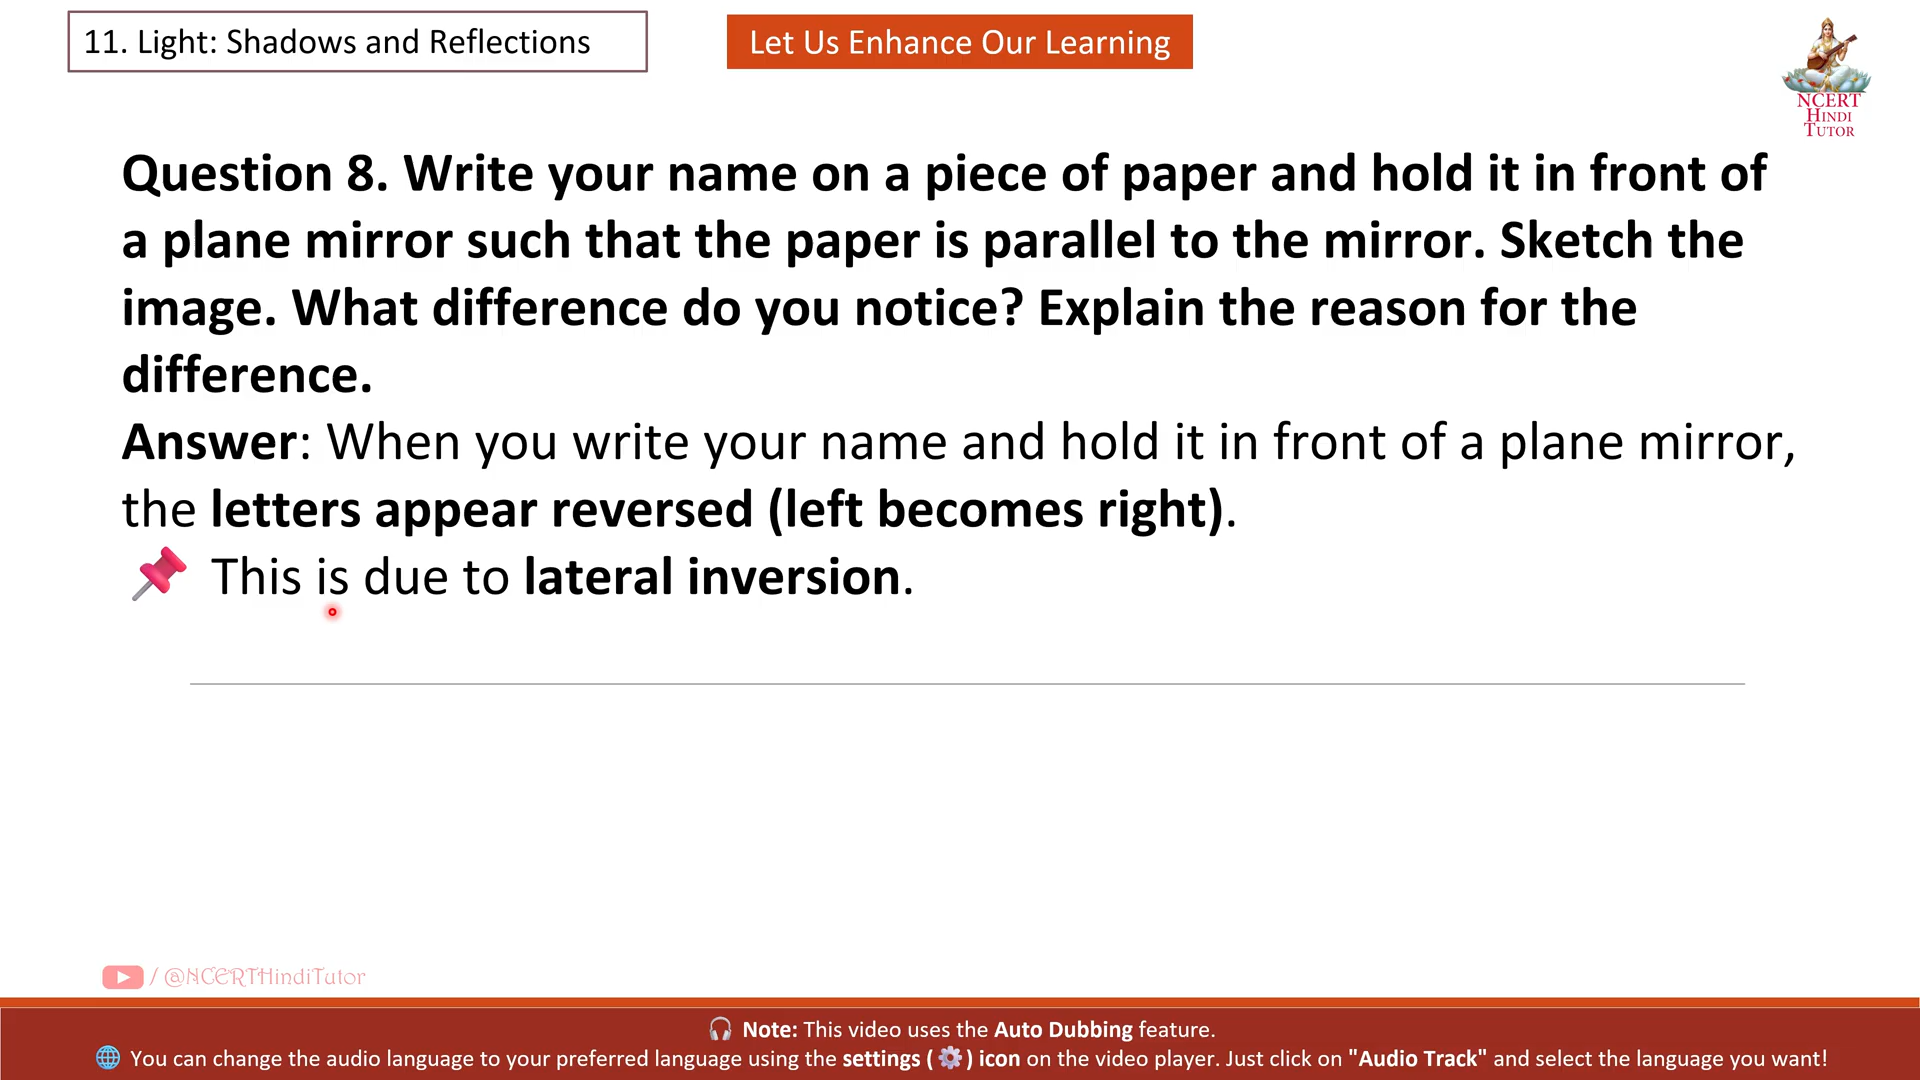 11. Light: Shadows and Reflections
Let Us Enhance Our Learning
NCERT
HINDI
TUTOR
Question 8. Write your name on a piece of paper and hold it in front of
a plane mirror such that the paper is parallel to the mirror. Sketch the
image. What difference do you notice? Explain the reason for the
difference.
Answer: When you write your name and hold it in front of a plane mirror,
the letters appear reversed (left becomes right).
📌 This is due to lateral inversion.
/ @NCERTHindiTutor
🎧 Note: This video uses the Auto Dubbing feature.
🌐 You can change the audio language to your preferred language using the settings ( ⚙️ ) icon on the video player. Just click on "Audio Track" and select the language you want!